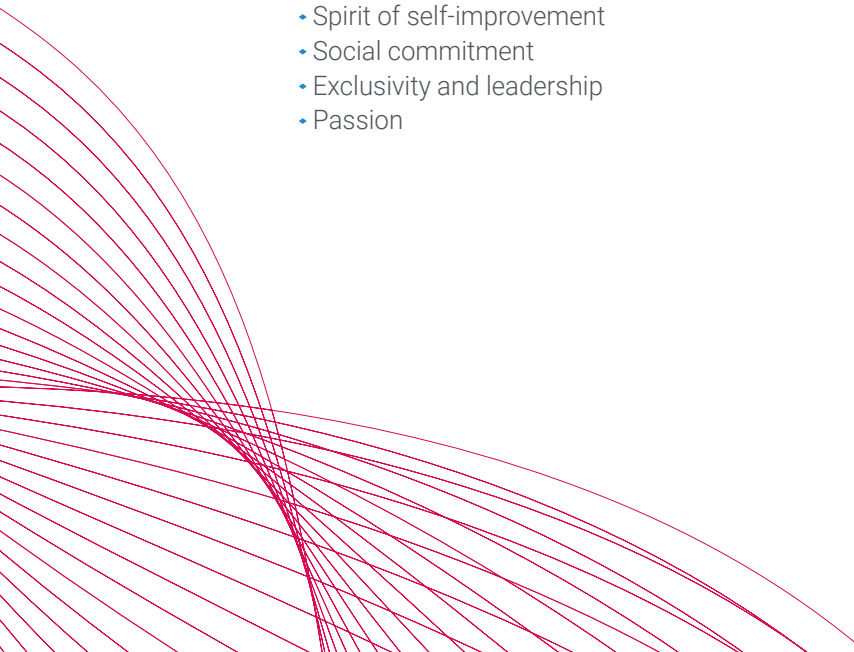 • Spirit of self-improvement
• Social commitment
• Exclusivity and leadership
• Passion